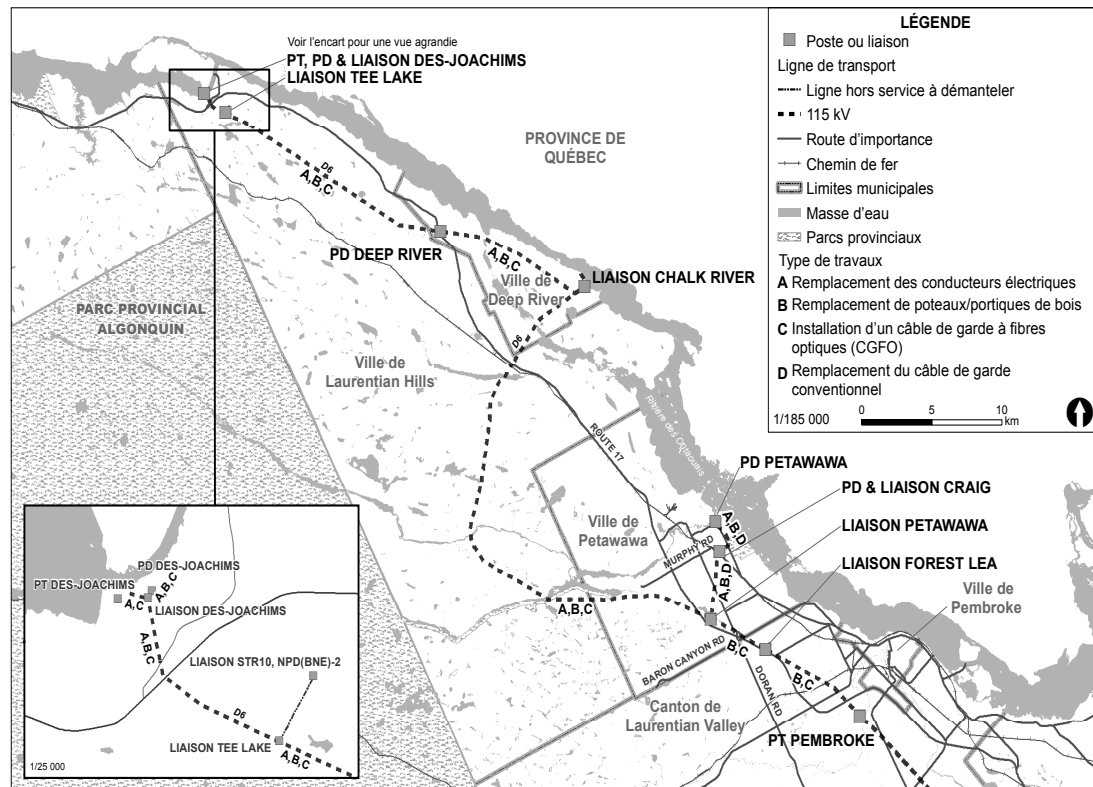 Voir l'encart pour une vue agrandie
PT, PD & LIAISON DES-JOACHIMS
LIAISON TEE LAKE
PROVINCE DE
QUÉBEC
D6
A,B,C
PD DEEP RIVER
A,B,C
LIAISON CHALK RIVER
Ville de
Deep River
D6
PARC PROVINCIAL
ALGONQUIN
Ville de
Laurentian Hills
Rivière des Outaouais
ROUTE 17
PD PETAWAWA
PD & LIAISON CRAIG
LIAISON PETAWAWA
LIAISON FOREST LEA
A,B,D
Ville de
Petawawa
MURPHY RD
A,B,D
Ville de
Pembroke
A,B,C
BARON CANYON RD
B,C
B,C
DORAN RD
Canton de
Laurentian Valley
PT PEMBROKE
LÉGENDE
Poste ou liaison
Ligne de transport
Ligne hors service à démanteler
115 kV
Route d'importance
Chemin de fer
Limites municipales
Masse d'eau
Parcs provinciaux
Type de travaux
A Remplacement des conducteurs électriques
B Remplacement de poteaux/portiques de bois
C Installation d'un câble de garde à fibres
optiques (CGFO)
D Remplacement du câble de garde
conventionnel
1/185 000
0 5 10
km
PD DES-JOACHIMS
PT DES-JOACHIMS
A,B,C
A,C
LIAISON DES-JOACHIMS
A,B,C
LIAISON STR10, NPD(BNE)-2
D6
LIAISON TEE LAKE
A,B,C
1/25 000